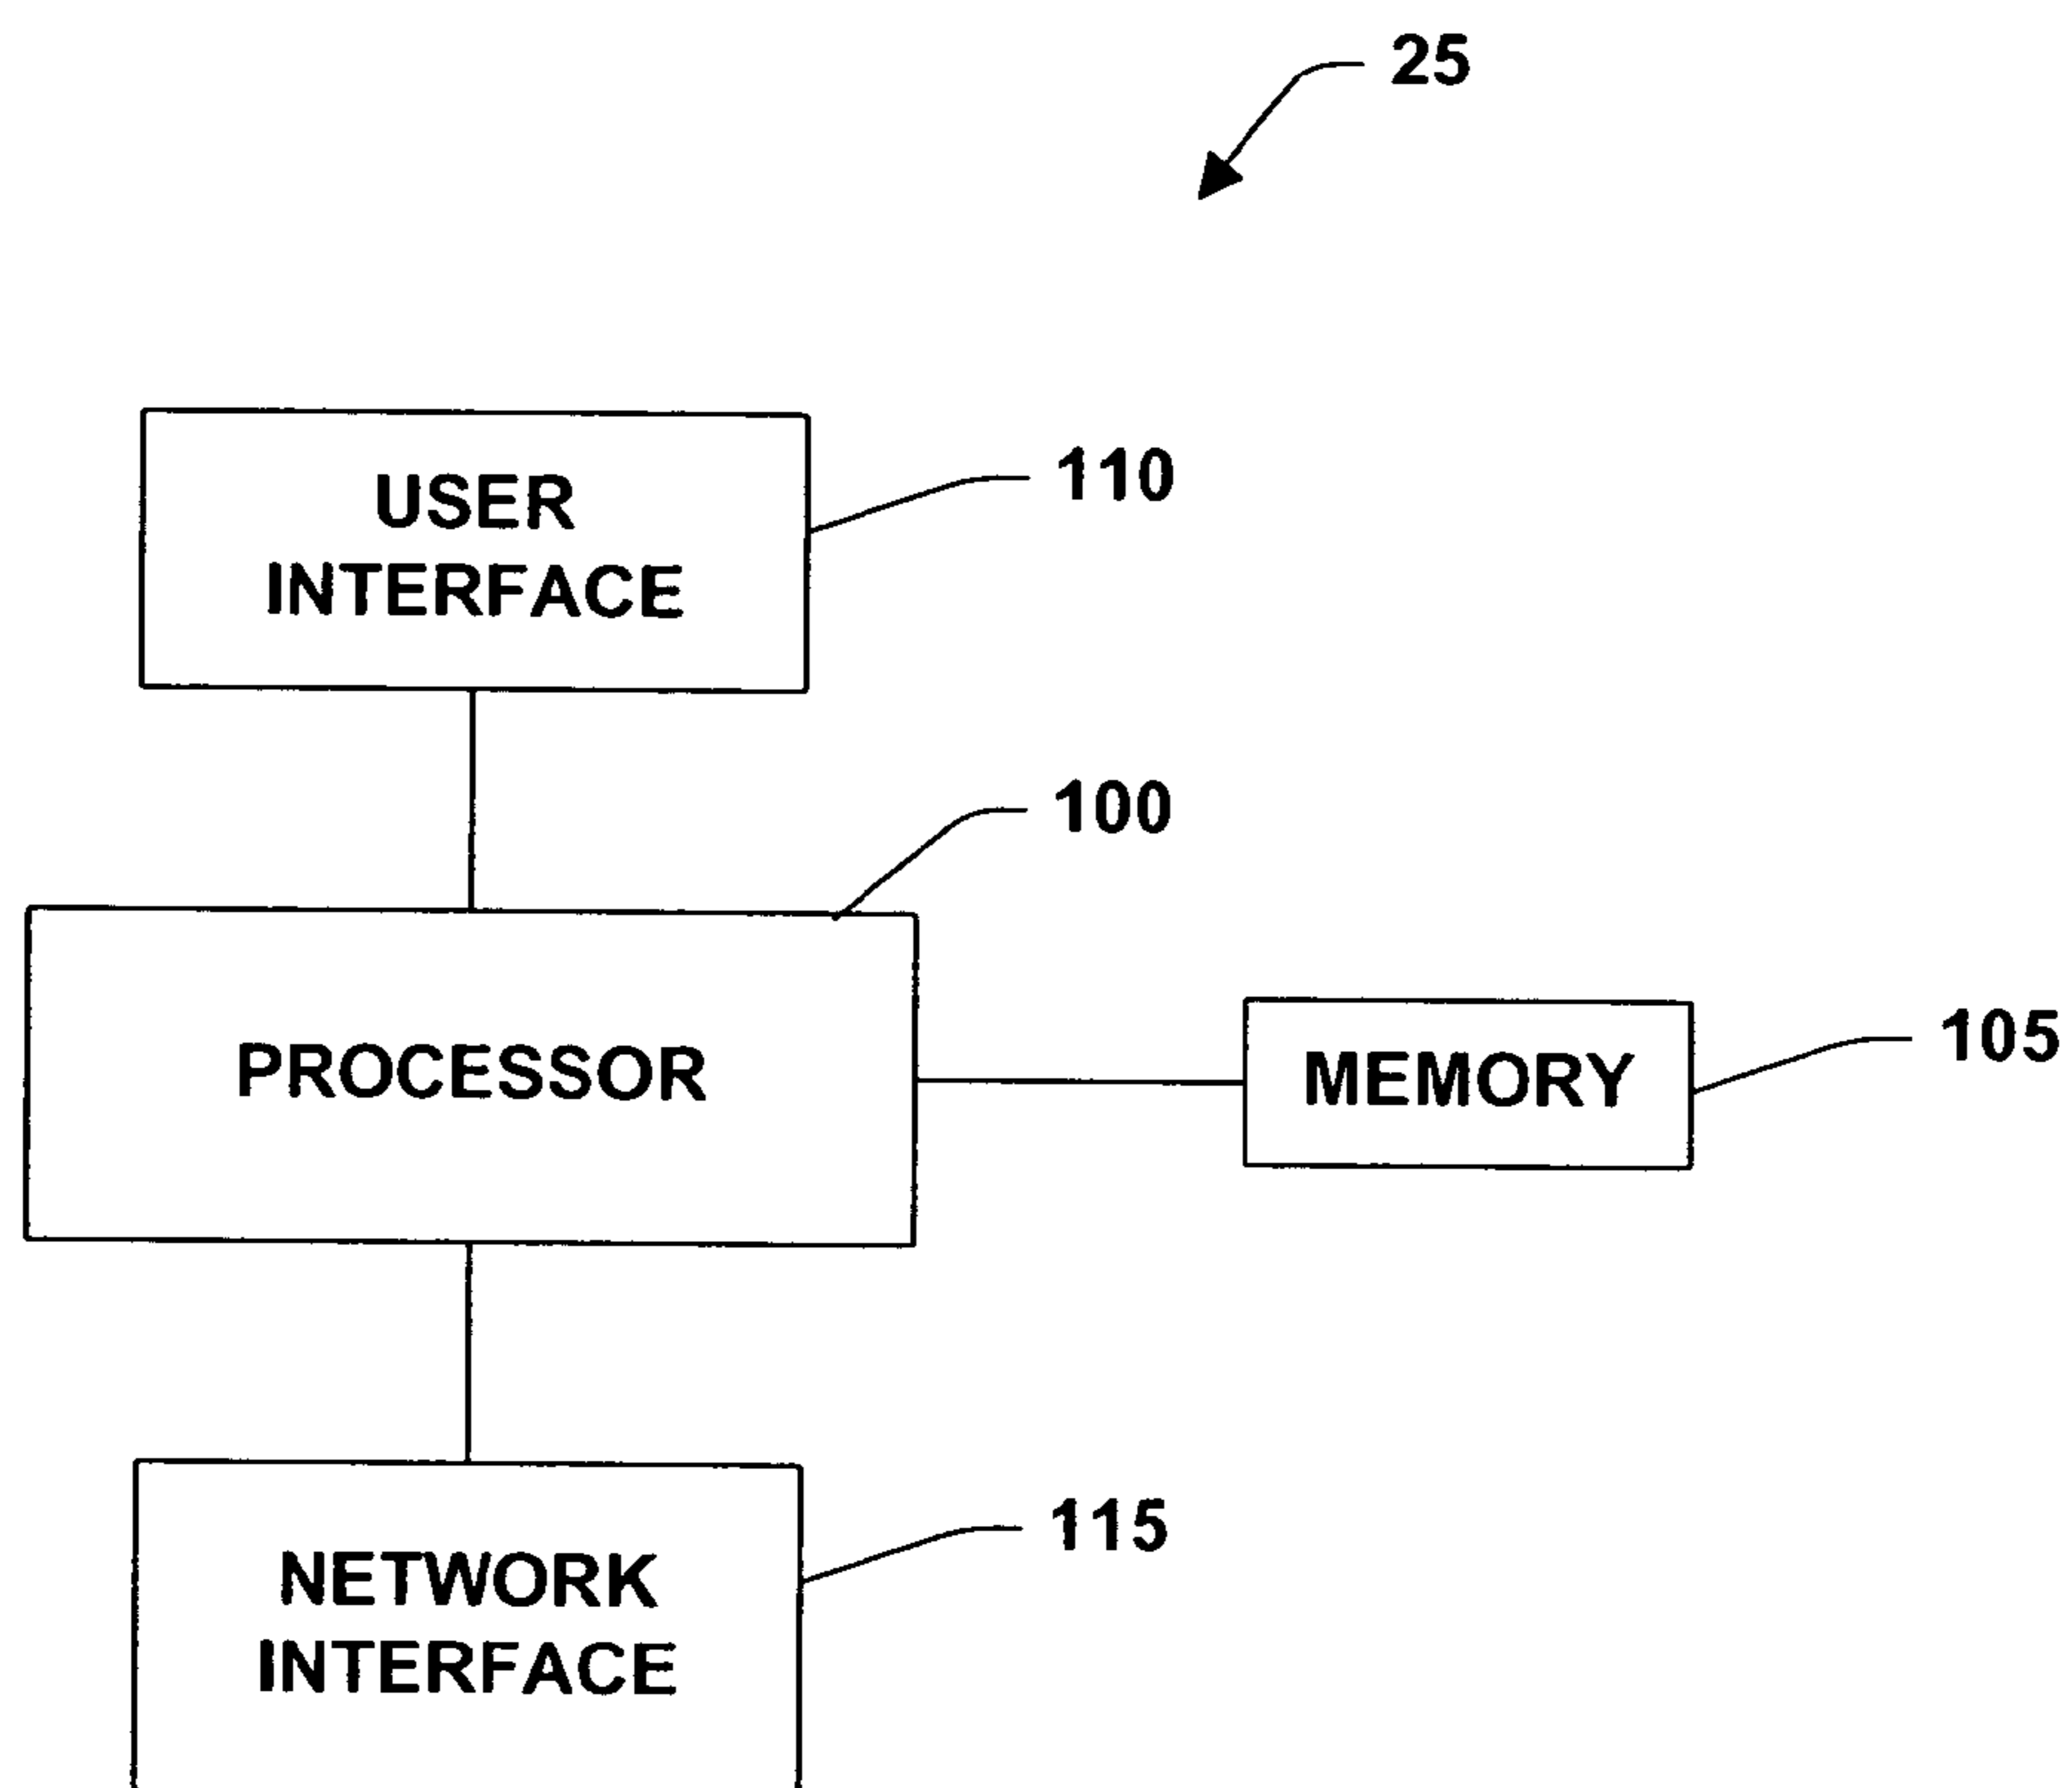 25
USER
INTERFACE
110
100
PROCESSOR
MEMORY
105
115
NETWORK
INTERFACE